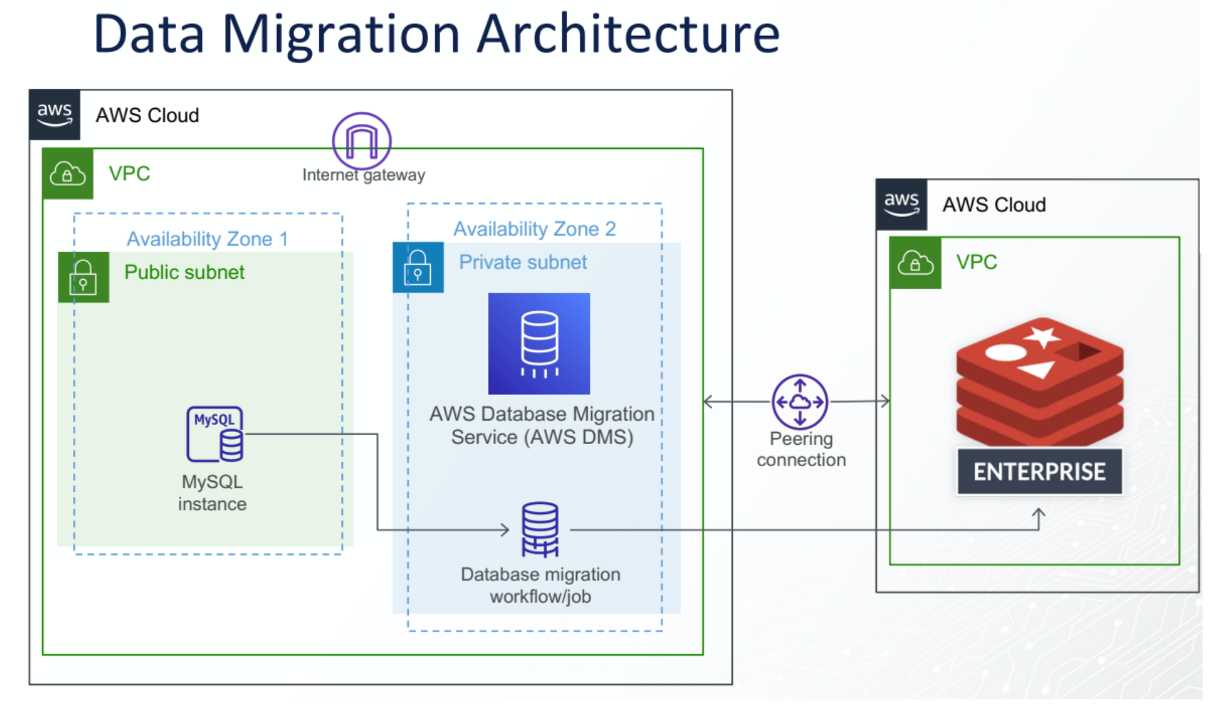 Data Migration Architecture
aws
AWS Cloud
Internet gateway
VPC
Availability Zone 1
Public subnet
MySQL
MySQL
instance
Availability Zone 2
Private subnet
AWS Database Migration
Service (AWS DMS)
Database migration
workflow/job
Peering
connection
aws
AWS Cloud
VPC
ENTERPRISE